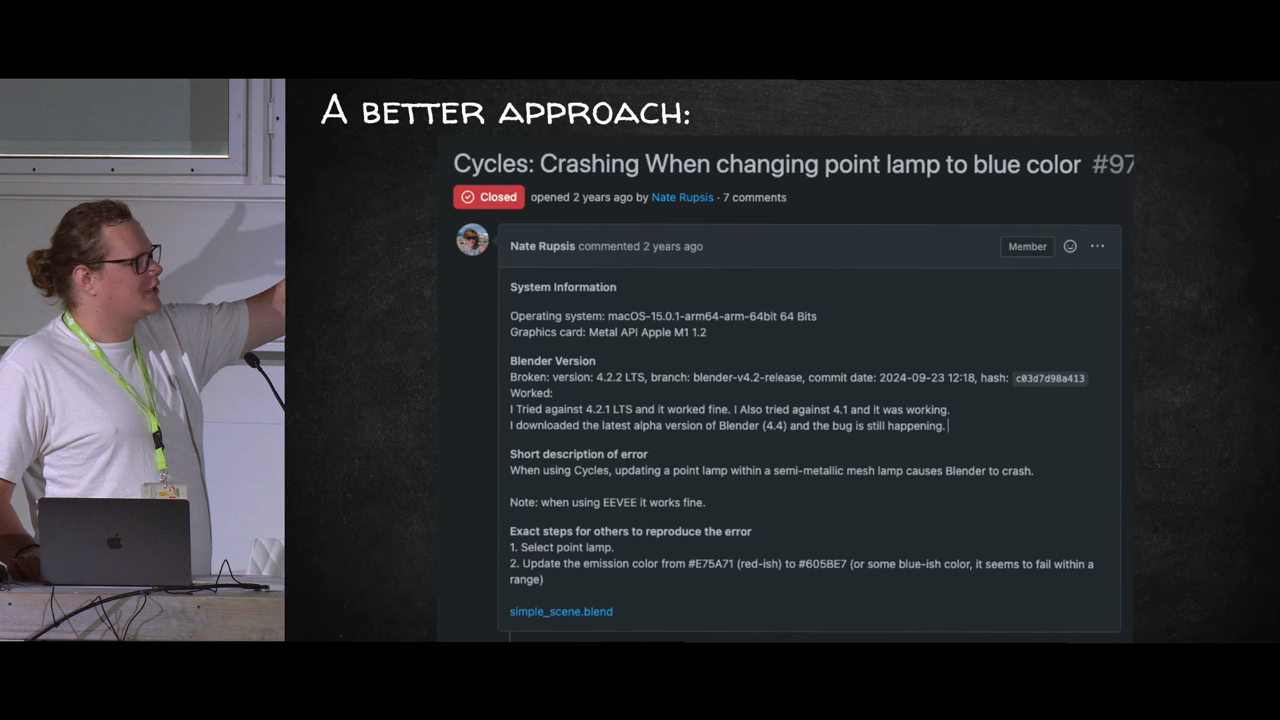 A BETTER APPROACH:
Cycles: Crashing When changing point lamp to blue color #97
Closed opened 2 years ago by Nate Rupsis · 7 comments
Nate Rupsis commented 2 years ago Member
System Information
Operating system: macOS-15.0.1-arm64-arm-64bit 64 Bits
Graphics card: Metal API Apple M1 1.2
Blender Version
Broken: version: 4.2.2 LTS, branch: blender-v4.2-release, commit date: 2024-09-23 12:18, hash: c03d7d98a413
Worked:
I Tried against 4.2.1 LTS and it worked fine. I Also tried against 4.1 and it was working.
I downloaded the latest alpha version of Blender (4.4) and the bug is still happening.
Short description of error
When using Cycles, updating a point lamp within a semi-metallic mesh lamp causes Blender to crash.
Note: when using EEVEE it works fine.
Exact steps for others to reproduce the error
1. Select point lamp.
2. Update the emission color from #E75A71 (red-ish) to #605BE7 (or some blue-ish color, it seems to fail within a
range)
simple_scene.blend